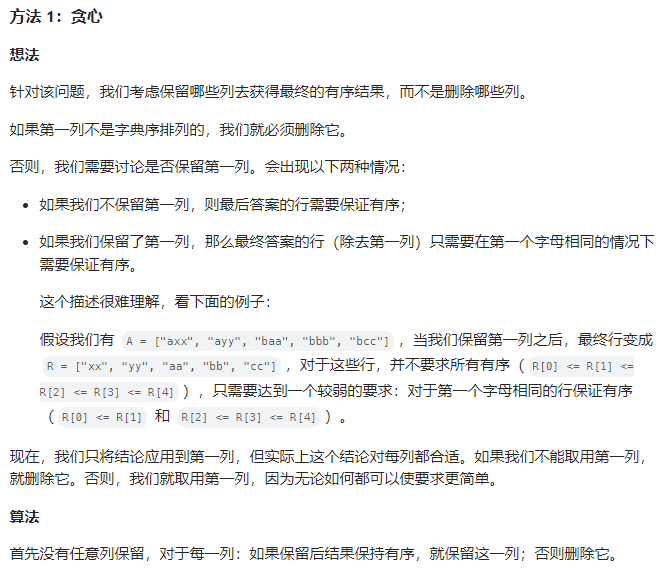 方法 1：贪心
想法
针对该问题，我们考虑保留哪些列去获得最终的有序结果，而不是删除哪些列。
如果第一列不是字典序排列的，我们就必须删除它。
否则，我们需要讨论是否保留第一列。会出现以下两种情况：
• 如果我们不保留第一列，则最后答案的行需要保证有序；
• 如果我们保留了第一列，那么最终答案的行（除去第一列）只需要在第一个字母相同的情况下
需要保证有序。
这个描述很难理解，看下面的例子：
假设我们有 A = ["axx", "ayy", "baa", "bbb", "bcc"]，当我们保留第一列之后，最终行变成
R = ["xx", "yy", "aa", "bb", "cc"]，对于这些行，并不要求所有有序（R[0] <= R[1] <=
R[2] <= R[3] <= R[4]），只需要达到一个较弱的要求：对于第一个字母相同的行保证有序
（R[0] <= R[1] 和 R[2] <= R[3] <= R[4]）。
现在，我们只将结论应用到第一列，但实际上这个结论对每列都合适。如果我们不能取用第一列，
就删除它。否则，我们就取用第一列，因为无论如何都可以使要求更简单。
算法
首先没有任意列保留，对于每一列：如果保留后结果保持有序，就保留这一列；否则删除它。